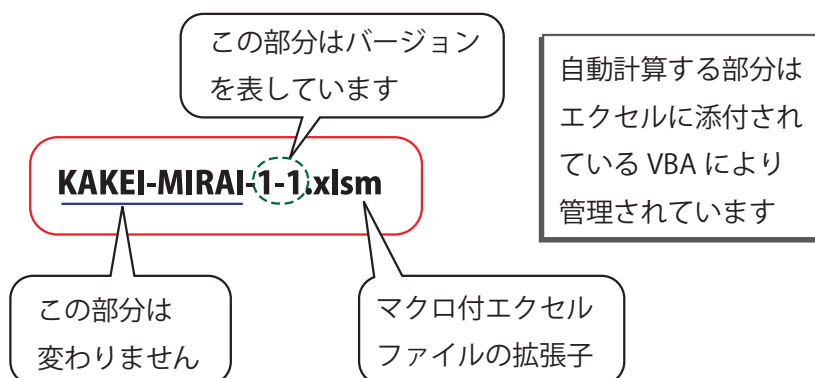 この部分はバージョン
を表しています
自動計算する部分は
エクセルに添付され
ている VBA により
管理されています
KAKEI-MIRAI-1-1.xlsm
この部分は
変わりません
マクロ付エクセル
ファイルの拡張子